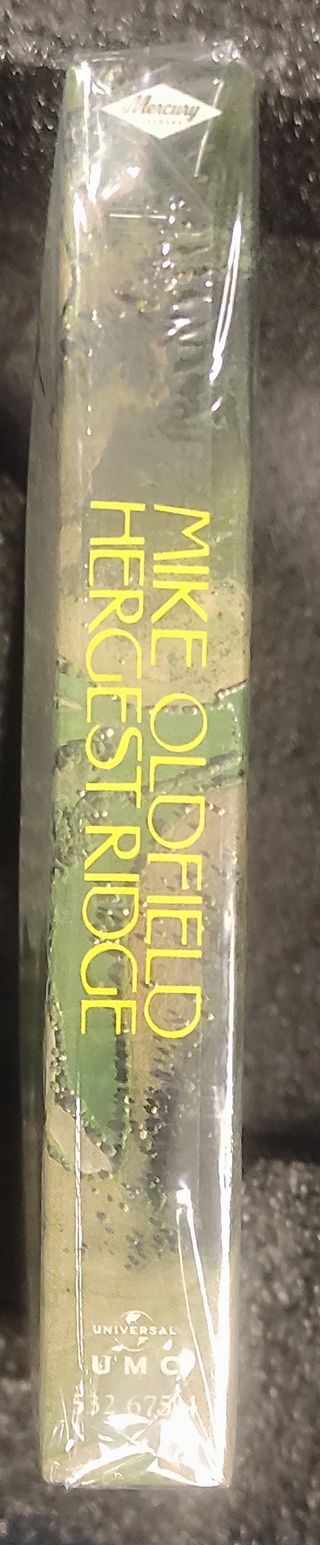 Mercury
MIKE OLDFIELD
HERGEST RIDGE
UNIVERSAL
UMC